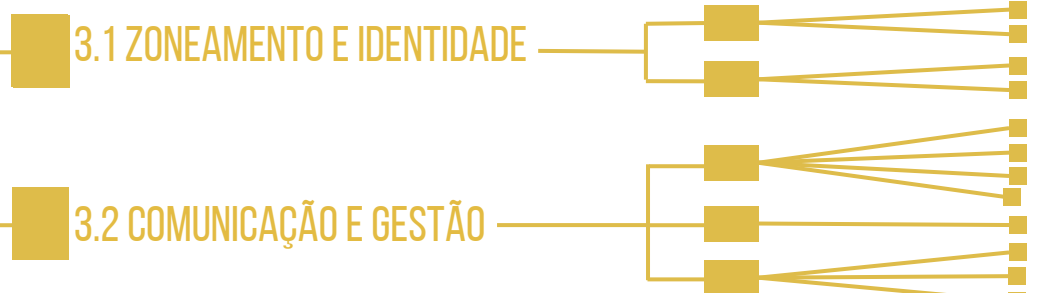 3.1 ZONEAMENTO E IDENTIDADE
3.2 COMUNICAÇÃO E GESTÃO